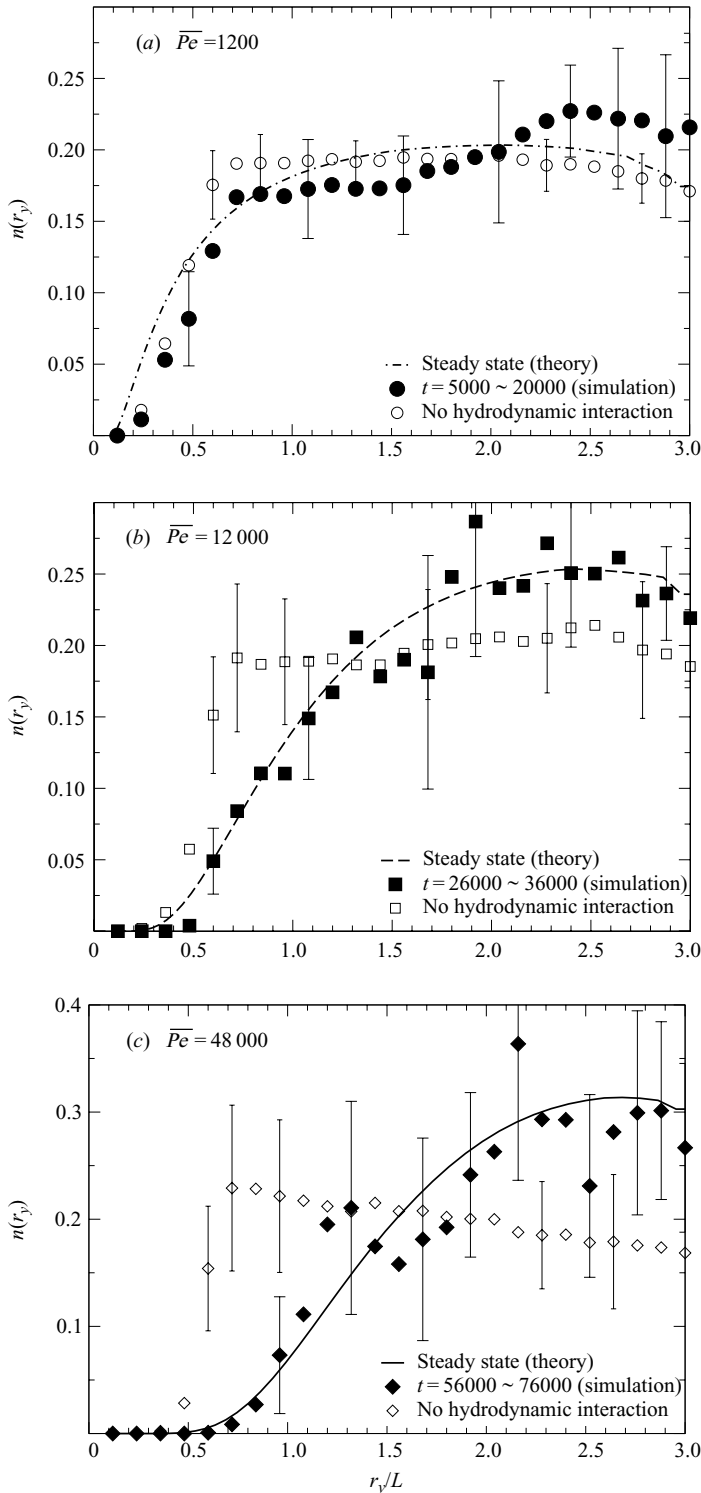 (a) P̅e̅ = 1200
0.25
0.20
0.15
0.10
0.05
n(r_y)
Steady state (theory)
t = 5000 ~ 20000 (simulation)
No hydrodynamic interaction
0 0.5 1.0 1.5 2.0 2.5 3.0
(b) P̅e̅ = 12 000
0.25
0.20
0.15
0.10
0.05
n(r_y)
Steady state (theory)
t = 26000 ~ 36000 (simulation)
No hydrodynamic interaction
0 0.5 1.0 1.5 2.0 2.5 3.0
0.4
(c) P̅e̅ = 48 000
0.3
0.2
0.1
n(r_y)
Steady state (theory)
t = 56000 ~ 76000 (simulation)
No hydrodynamic interaction
0 0.5 1.0 1.5 2.0 2.5 3.0
r_y/L